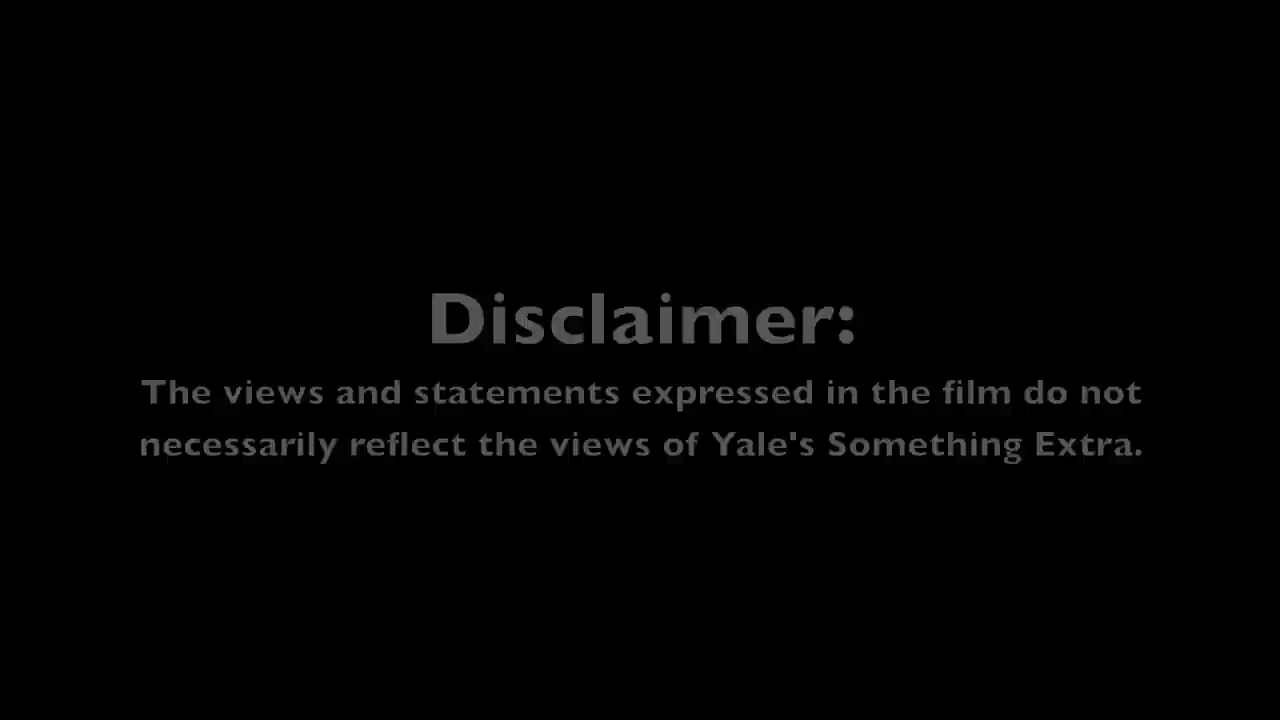 Disclaimer:
The views and statements expressed in the film do not
necessarily reflect the views of Yale's Something Extra.